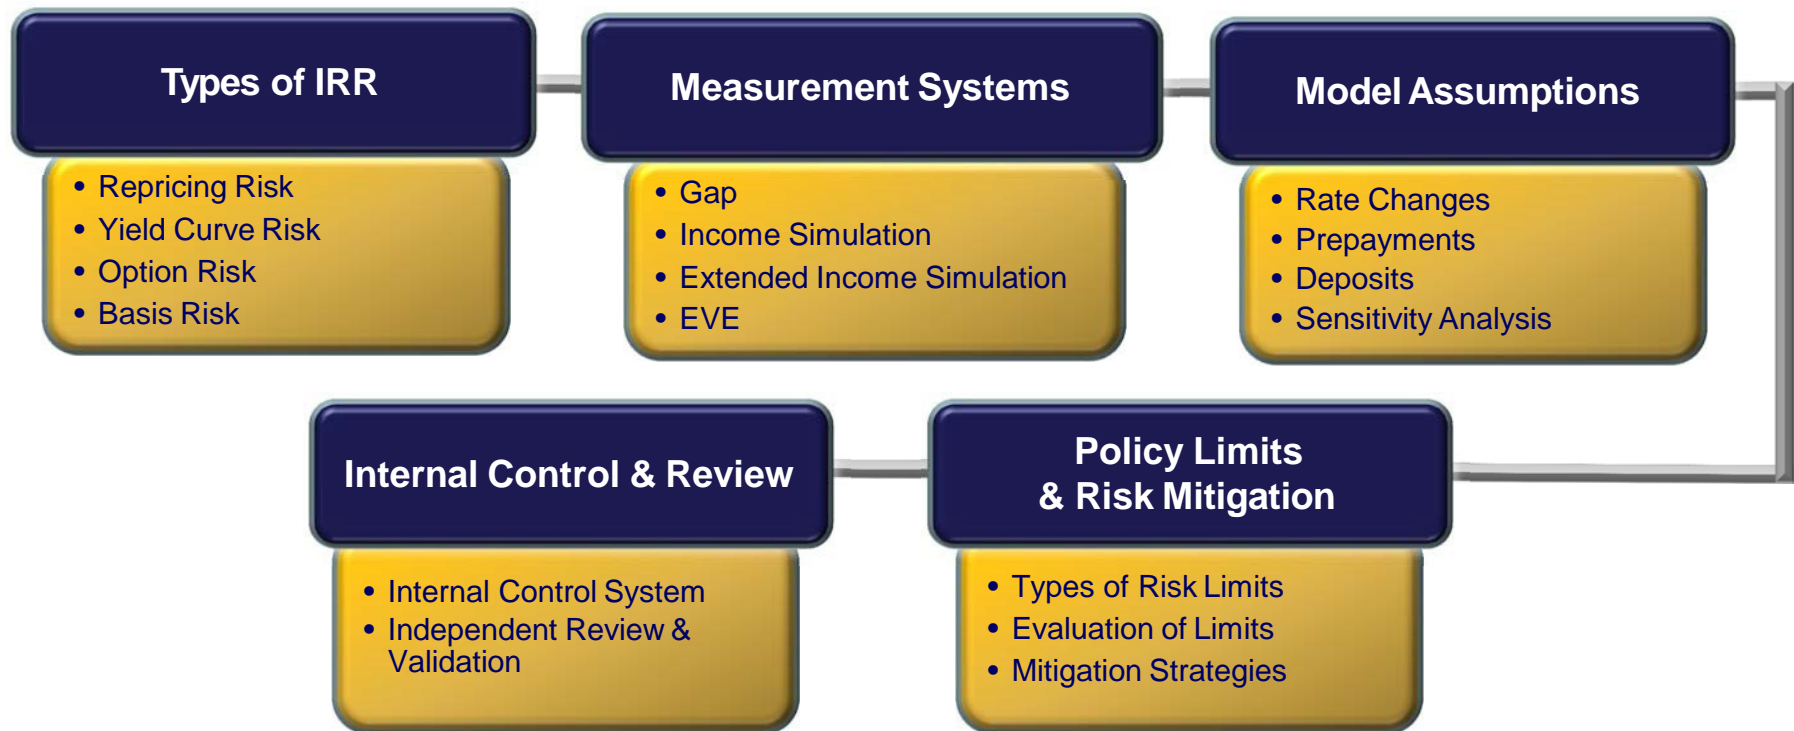 Types of IRR
• Repricing Risk
• Yield Curve Risk
• Option Risk
• Basis Risk
Measurement Systems
• Gap
• Income Simulation
• Extended Income Simulation
• EVE
Model Assumptions
• Rate Changes
• Prepayments
• Deposits
• Sensitivity Analysis
Policy Limits
& Risk Mitigation
• Types of Risk Limits
• Evaluation of Limits
• Mitigation Strategies
Internal Control & Review
• Internal Control System
• Independent Review &
Validation